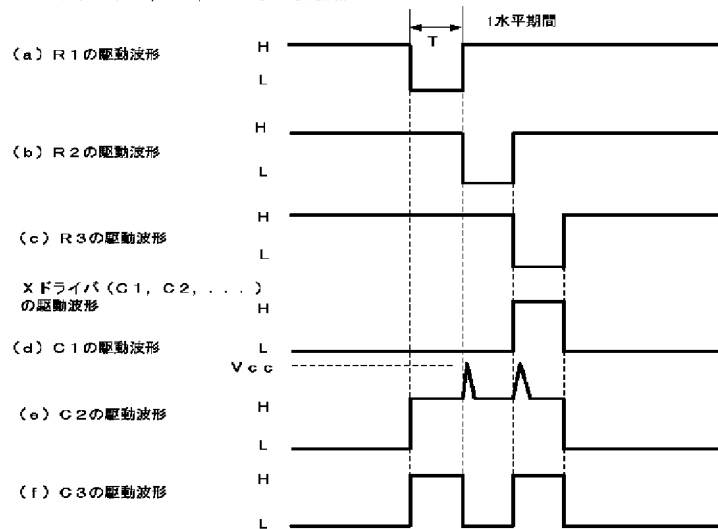 1水平期間
T
(a) R1の駆動波形
H
L
(b) R2の駆動波形
H
L
(c) R3の駆動波形
H
L
Xドライバ (C1, C2, . . . . )
の駆動波形
H
(d) C1の駆動波形
L
Vcc
(e) C2の駆動波形
H
L
(f) C3の駆動波形
H
L